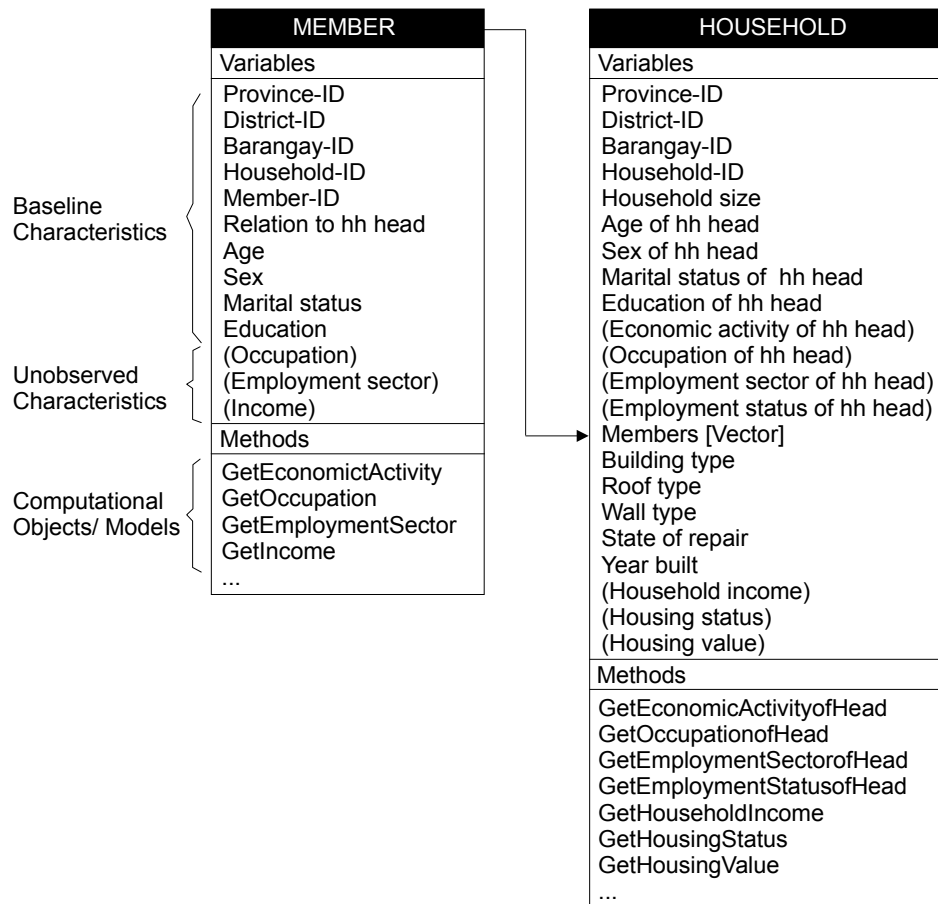 MEMBER
Variables
Province-ID
District-ID
Barangay-ID
Household-ID
Member-ID
Relation to hh head
Age
Sex
Marital status
Education
(Occupation)
(Employment sector)
(Income)
Methods
GetEconomictActivity
GetOccupation
GetEmploymentSector
GetIncome
...
Baseline
Characteristics
Unobserved
Characteristics
Computational
Objects/ Models
HOUSEHOLD
Variables
Province-ID
District-ID
Barangay-ID
Household-ID
Household size
Age of hh head
Sex of hh head
Marital status of  hh head
Education of hh head
(Economic activity of hh head)
(Occupation of hh head)
(Employment sector of hh head)
(Employment status of hh head)
Members [Vector]
Building type
Roof type
Wall type
State of repair
Year built
(Household income)
(Housing status)
(Housing value)
Methods
GetEconomicActivityofHead
GetOccupationofHead
GetEmploymentSectorofHead
GetEmploymentStatusofHead
GetHouseholdIncome
GetHousingStatus
GetHousingValue
...